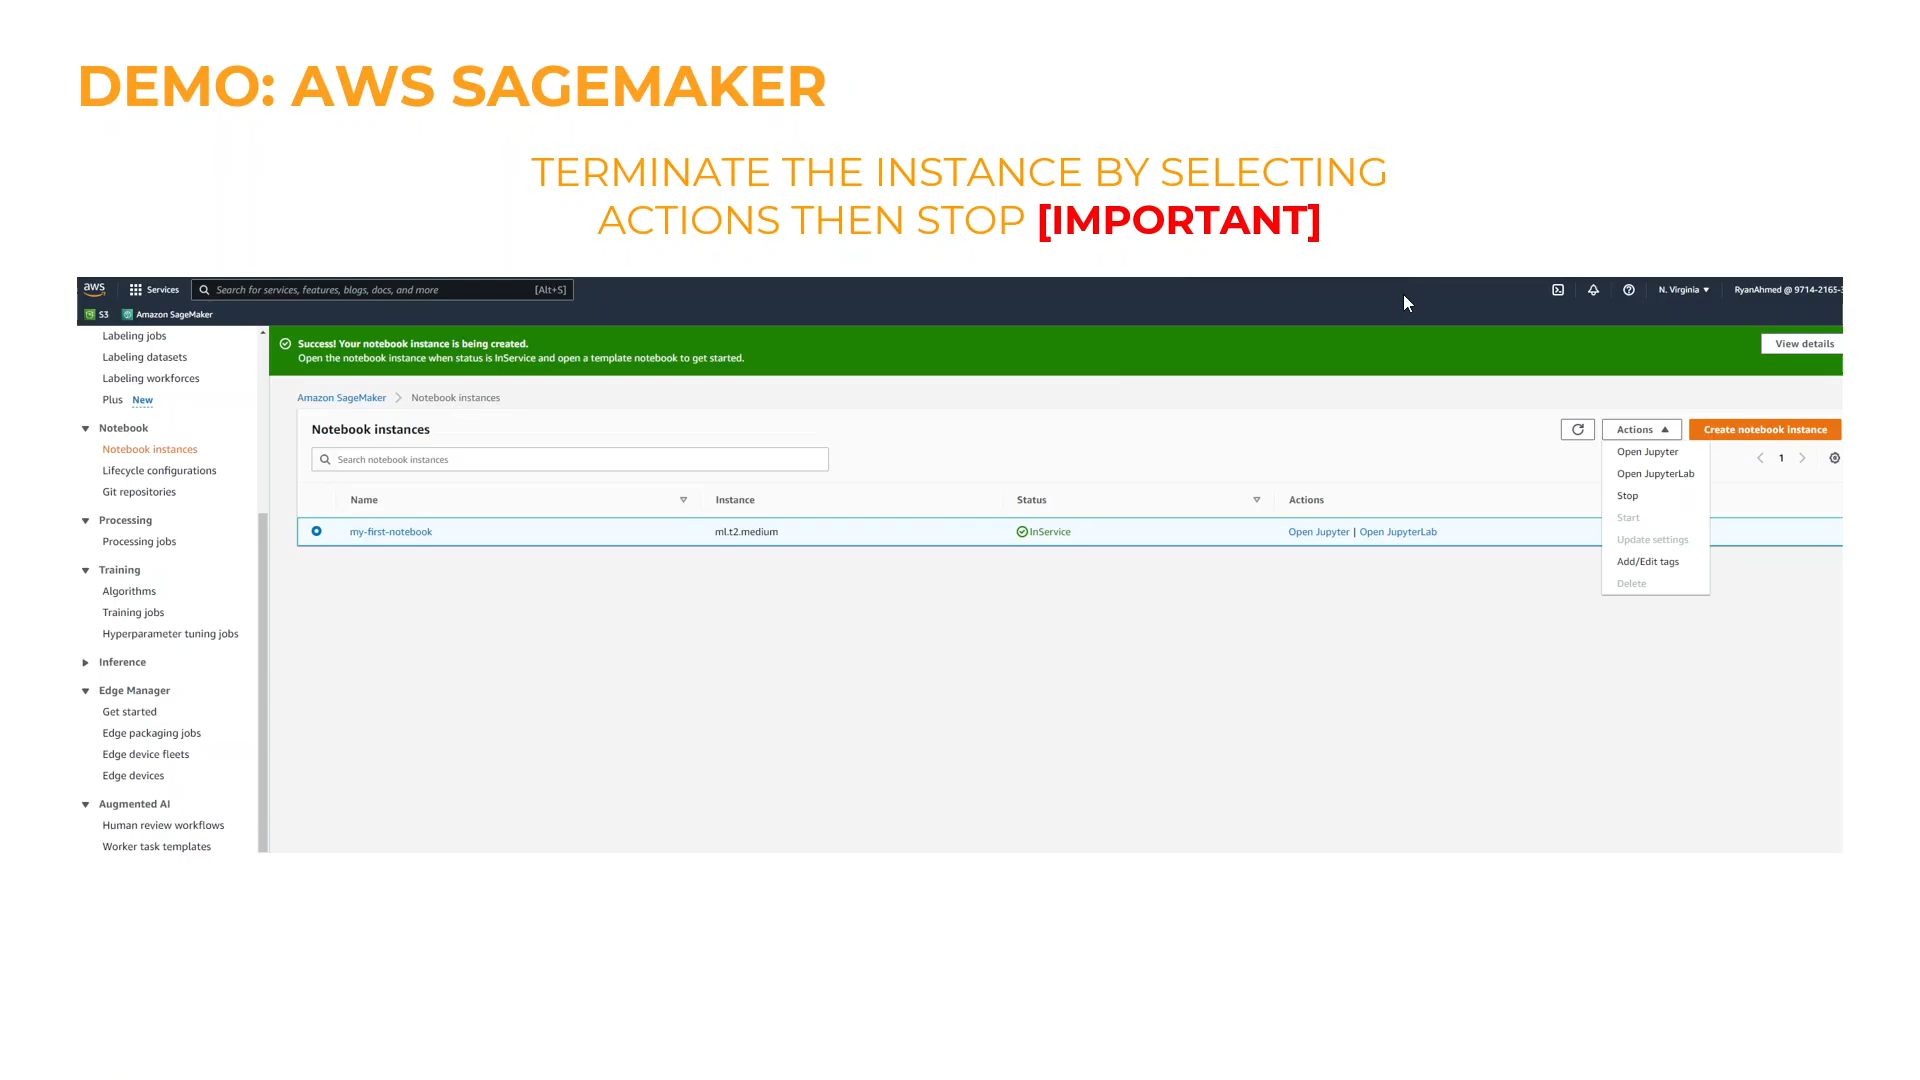 DEMO: AWS SAGEMAKER
TERMINATE THE INSTANCE BY SELECTING
ACTIONS THEN STOP [IMPORTANT]
aws Services Search for services, features, blogs, docs, and more [Alt+S] N. Virginia RyanAhmed @ 9714-2165-
S3 Amazon SageMaker
Labeling jobs
Labeling datasets
Labeling workforces
Plus New
Notebook
Notebook instances
Lifecycle configurations
Git repositories
Processing
Processing jobs
Training
Algorithms
Training jobs
Hyperparameter tuning jobs
Inference
Edge Manager
Get started
Edge packaging jobs
Edge device fleets
Edge devices
Augmented AI
Human review workflows
Worker task templates
Success! Your notebook instance is being created.
Open the notebook instance when status is InService and open a template notebook to get started.
View details
Amazon SageMaker Notebook instances
Notebook instances
Actions Create notebook instance
Search notebook instances
1
Name Instance Status Actions
my-first-notebook ml.t2.medium InService Open Jupyter | Open JupyterLab
Open Jupyter
Open JupyterLab
Stop
Start
Update settings
Add/Edit tags
Delete